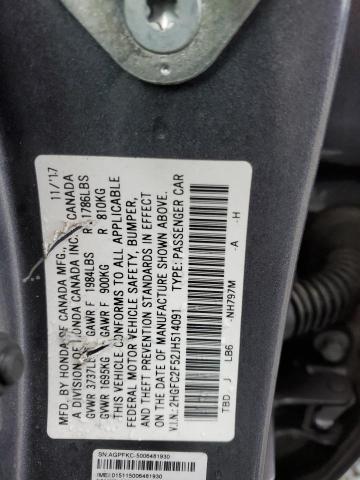 MFD. BY HONDA OF CANADA MFG. 11/'17
A DIVISION OF HONDA CANADA INC., CANADA
GVWR 3737LBS GAWR F 1984LBS R 1786LBS
GVWR 1695KG GAWR F 900KG R 810KG
THIS VEHICLE CONFORMS TO ALL APPLICABLE
FEDERAL MOTOR VEHICLE SAFETY, BUMPER,
AND THEFT PREVENTION STANDARDS IN EFFECT
ON THE DATE OF MANUFACTURE SHOWN ABOVE.
V.I.N.: 2HGFC2F52JH514091 TYPE: PASSENGER CAR
TBD J LB6 -NH797M -A -H
SN:AGPFKC-5006481930
IMEI:015115006481930